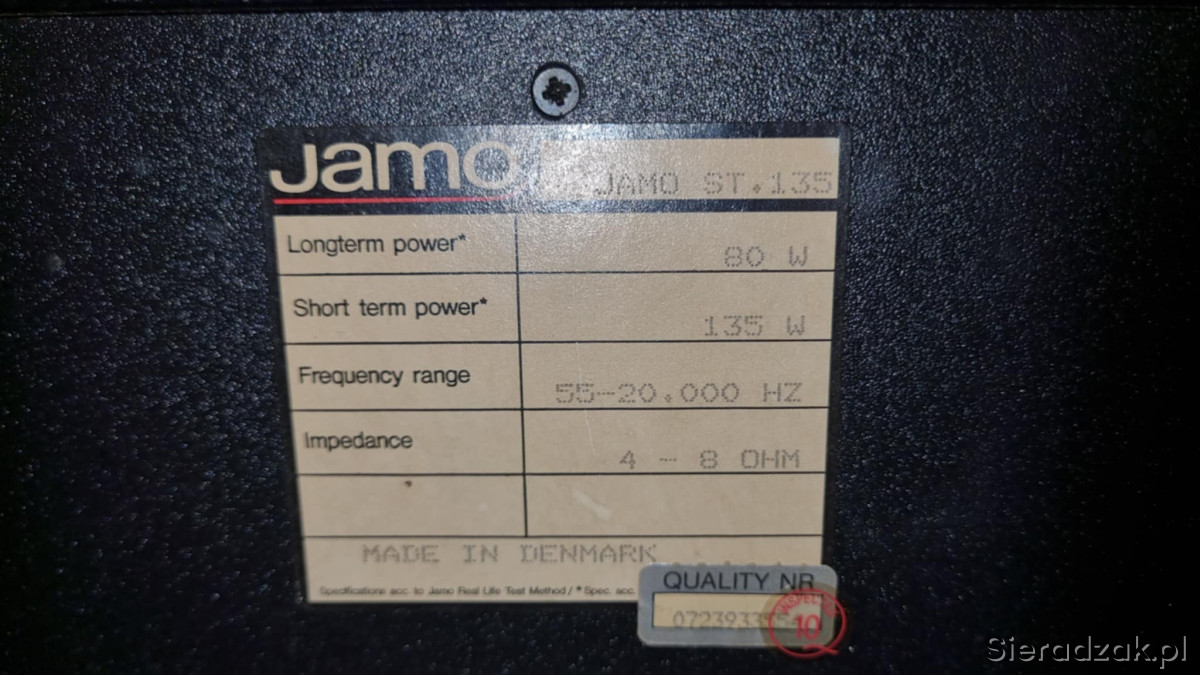 Jamo
JAMO ST.135
Longterm power* 80 W
Short term power* 135 W
Frequency range 55-20.000 HZ
Impedance 4 - 8 OHM
MADE IN DENMARK
Specifications acc. to Jamo Real Life Test Method / * Spec. acc.
QUALITY NR
INSPECTED
10
Sieradzak.pl